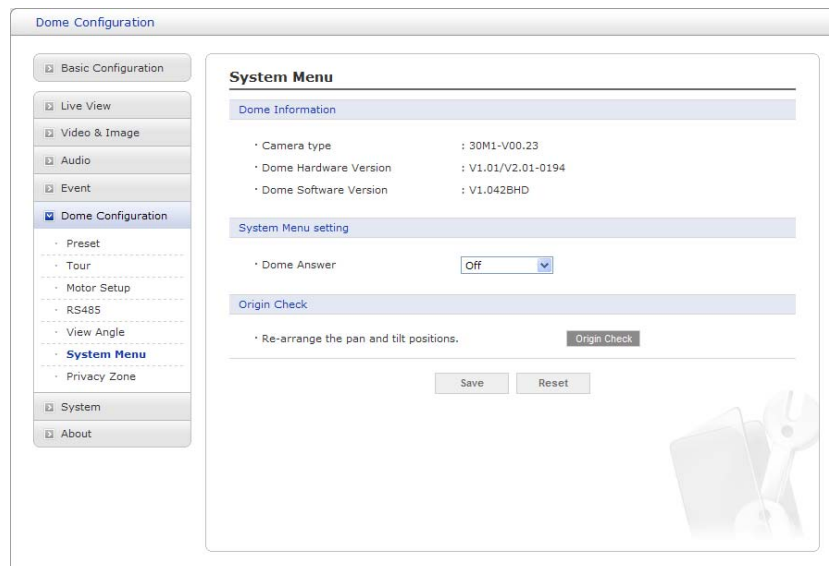 Dome Configuration
Basic Configuration
Live View
Video & Image
Audio
Event
Dome Configuration
· Preset
· Tour
· Motor Setup
· RS485
· View Angle
· System Menu
· Privacy Zone
System
About
System Menu
Dome Information
· Camera type : 30M1-V00.23
· Dome Hardware Version : V1.01/V2.01-0194
· Dome Software Version : V1.042BHD
System Menu setting
· Dome Answer Off
Origin Check
· Re-arrange the pan and tilt positions. Origin Check
Save Reset